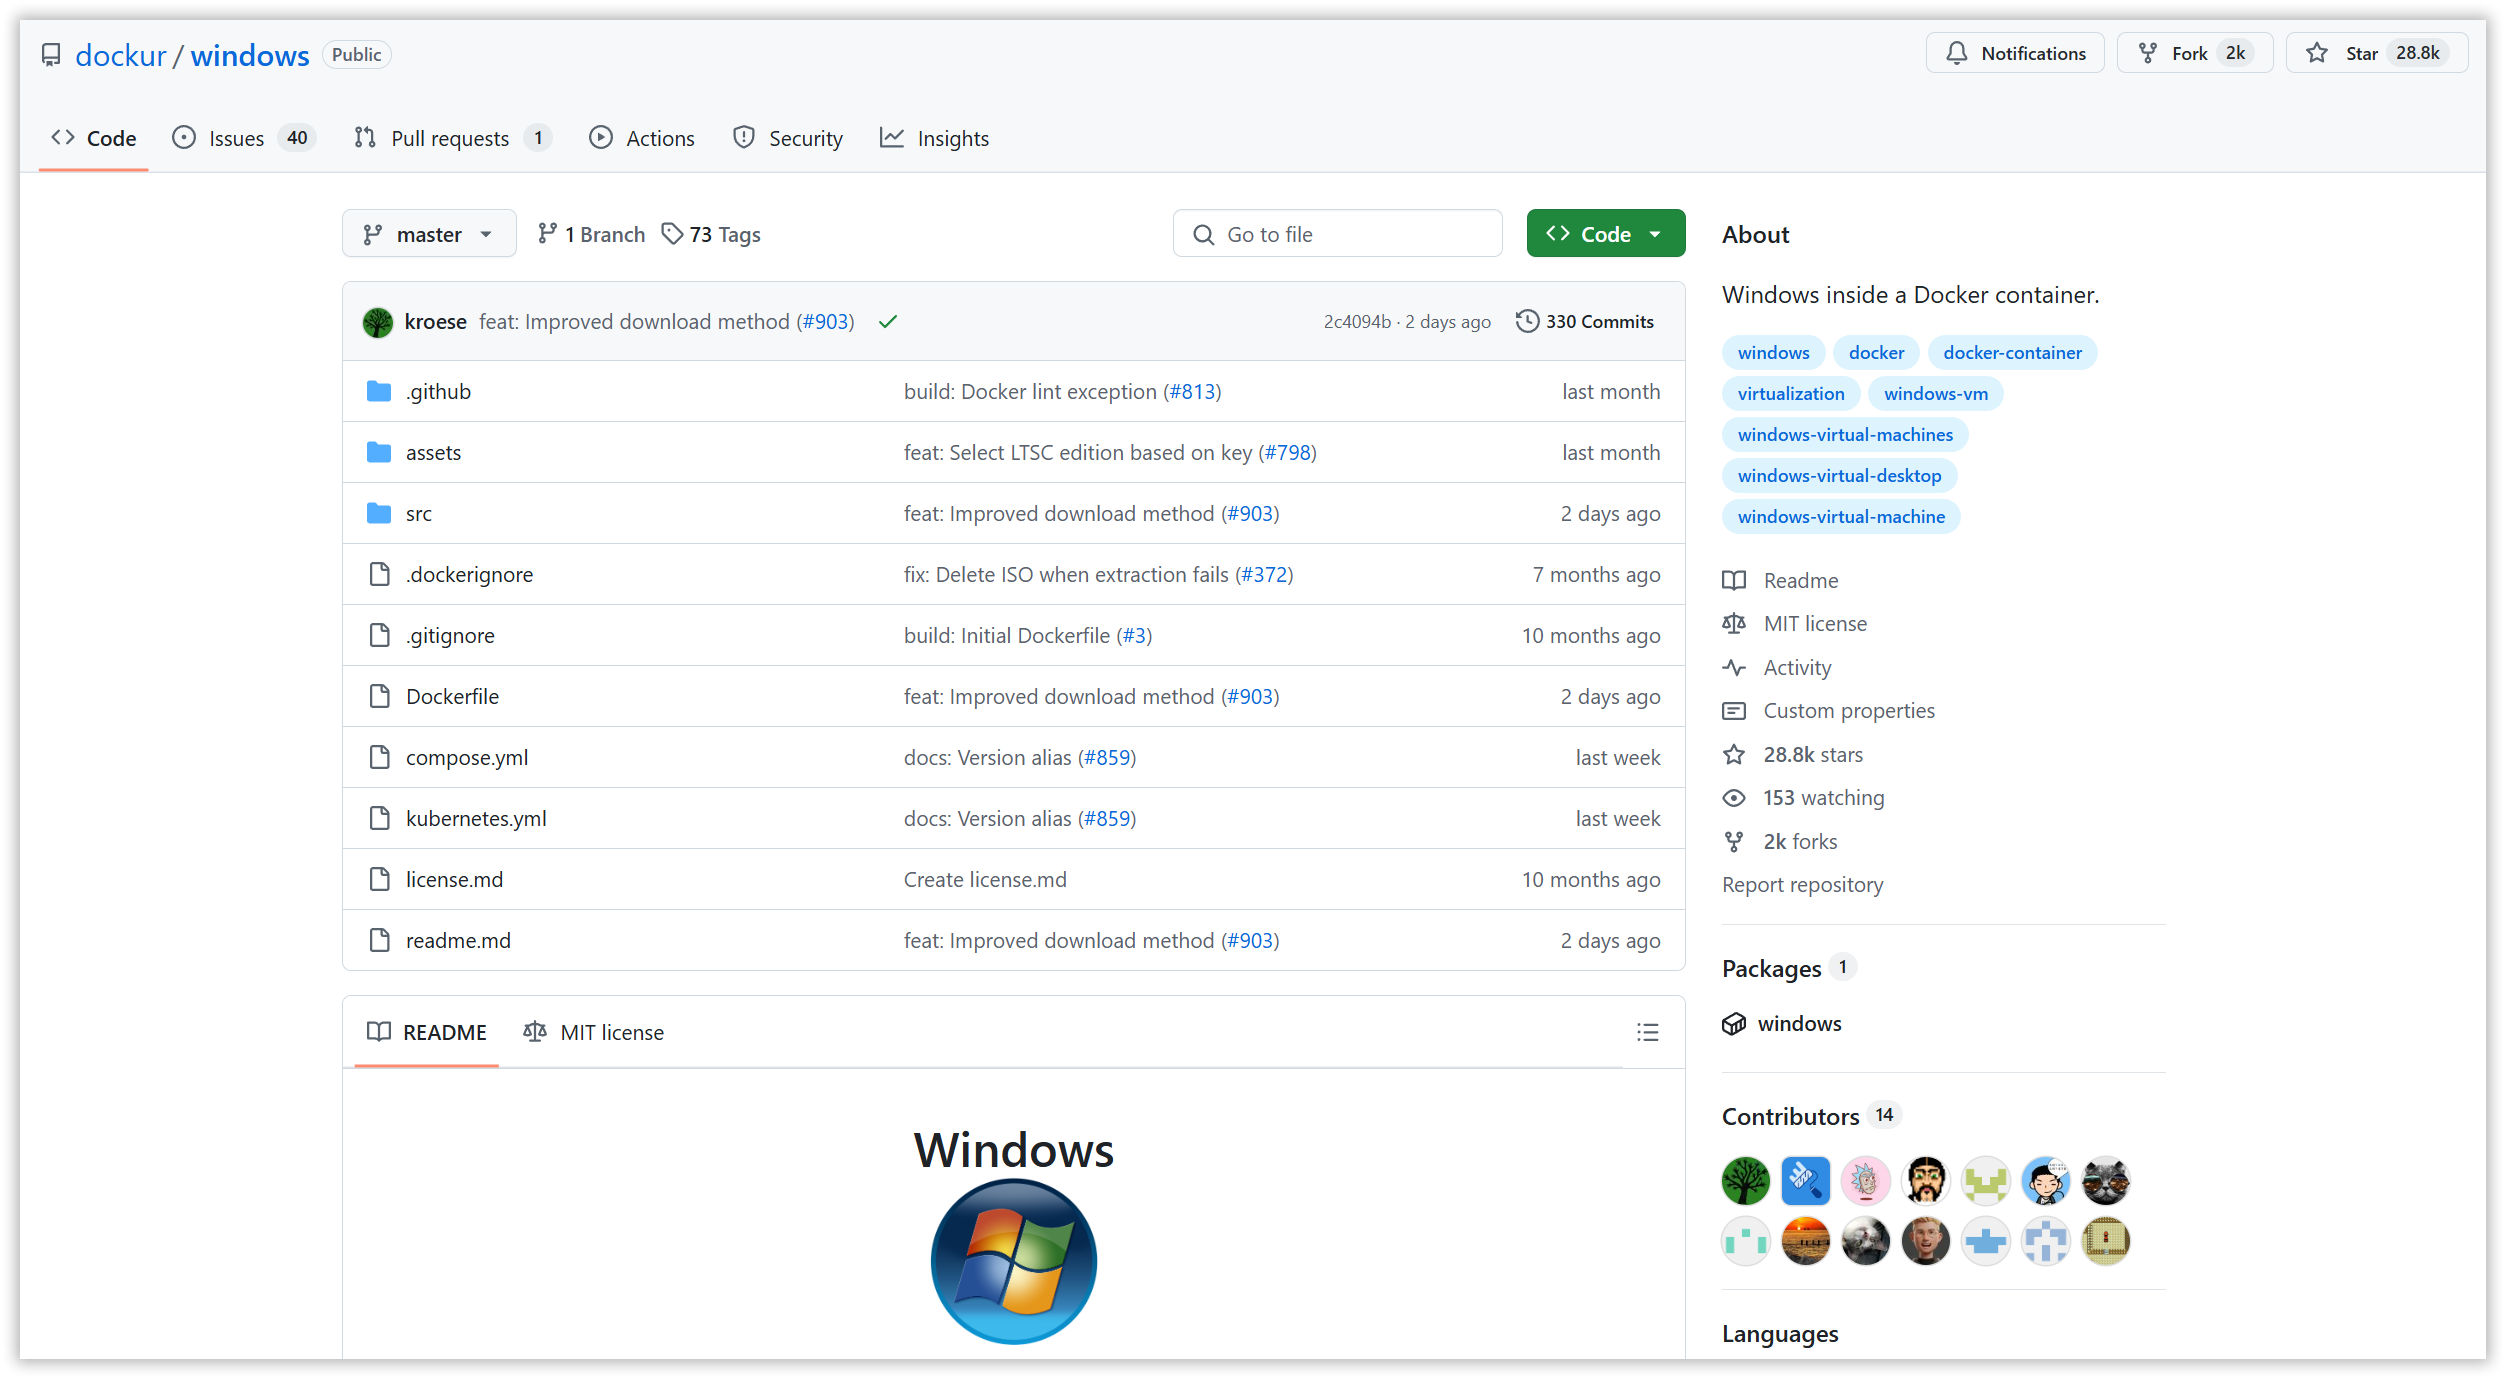 dockur / windows Public
Notifications Fork 2k Star 28.8k
Code Issues 40 Pull requests 1 Actions Security Insights
master 1 Branch 73 Tags Go to file Code
kroese feat: Improved download method (#903) 2c4094b · 2 days ago 330 Commits
.github build: Docker lint exception (#813) last month
assets feat: Select LTSC edition based on key (#798) last month
src feat: Improved download method (#903) 2 days ago
.dockerignore fix: Delete ISO when extraction fails (#372) 7 months ago
.gitignore build: Initial Dockerfile (#3) 10 months ago
Dockerfile feat: Improved download method (#903) 2 days ago
compose.yml docs: Version alias (#859) last week
kubernetes.yml docs: Version alias (#859) last week
license.md Create license.md 10 months ago
readme.md feat: Improved download method (#903) 2 days ago
README MIT license
Windows
About
Windows inside a Docker container.
windows docker docker-container
virtualization windows-vm
windows-virtual-machines
windows-virtual-desktop
windows-virtual-machine
Readme
MIT license
Activity
Custom properties
28.8k stars
153 watching
2k forks
Report repository
Packages 1
windows
Contributors 14
Languages